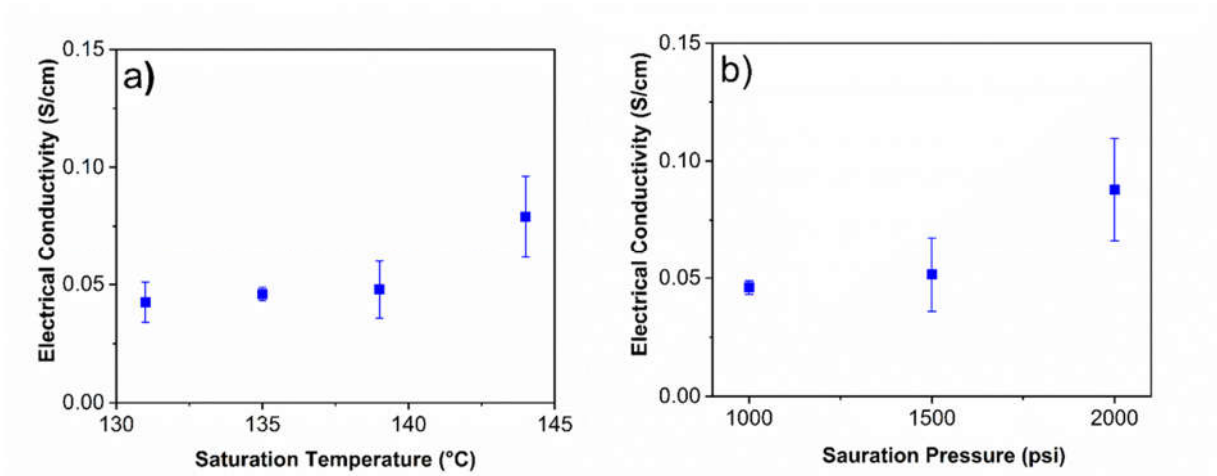 a)
Electrical Conductivity (S/cm)
0.15
0.10
0.05
0.00
130
135
140
145
Saturation Temperature (°C)
b)
Electrical Conductivity (S/cm)
0.15
0.10
0.05
0.00
1000
1500
2000
Sauration Pressure (psi)